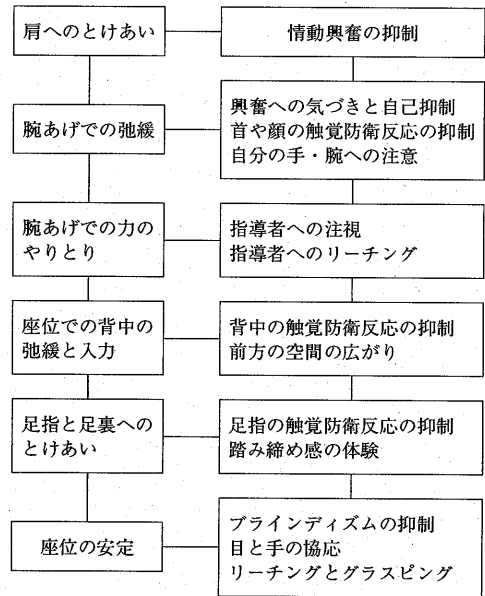 肩へのとけあい
情動興奮の抑制
腕あげでの弛緩
興奮への気づきと自己抑制
首や顔の触覚防衛反応の抑制
自分の手・腕への注意
腕あげでの力の
やりとり
指導者への注視
指導者へのリーチング
座位での背中の
弛緩と入力
背中の触覚防衛反応の抑制
前方の空間の広がり
足指と足裏への
とけあい
足指の触覚防衛反応の抑制
踏み締め感の体験
座位の安定
ブラインディズムの抑制
目と手の協応
リーチングとグラスピング